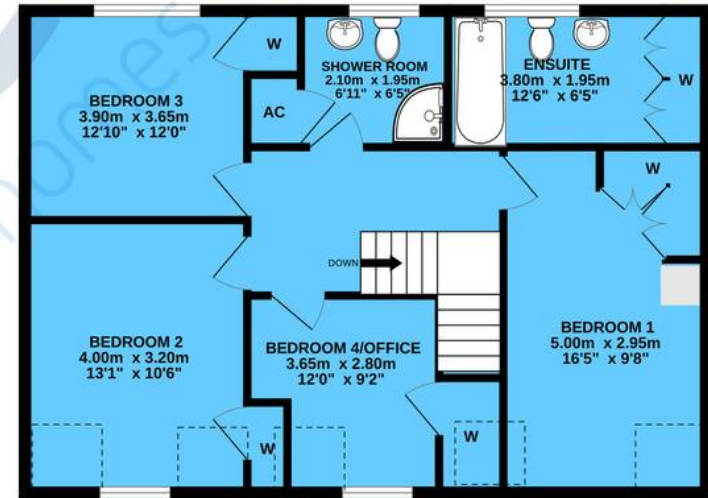 W
SHOWER ROOM
2.10m x 1.95m
6'11" x 6'5"
ENSUITE
3.80m x 1.95m
12'6" x 6'5"
W
BEDROOM 3
3.90m x 3.65m
12'10" x 12'0"
AC
W
DOWN
BEDROOM 2
4.00m x 3.20m
13'1" x 10'6"
BEDROOM 4/OFFICE
3.65m x 2.80m
12'0" x 9'2"
BEDROOM 1
5.00m x 2.95m
16'5" x 9'8"
W
W
homes